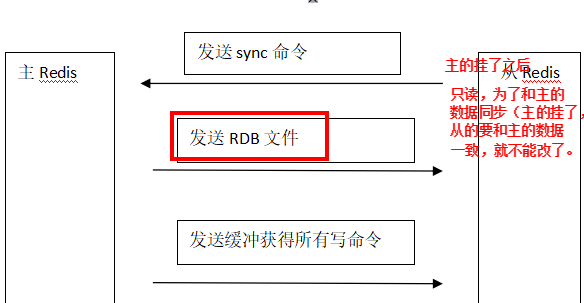 发送 sync 命令
主 Redis
从 Redis
主的挂了之后
只读，为了和主的
数据同步（主的挂了，
从的要和主的数据
一致，就不能改了。
发送 RDB 文件
发送缓冲获得所有写命令